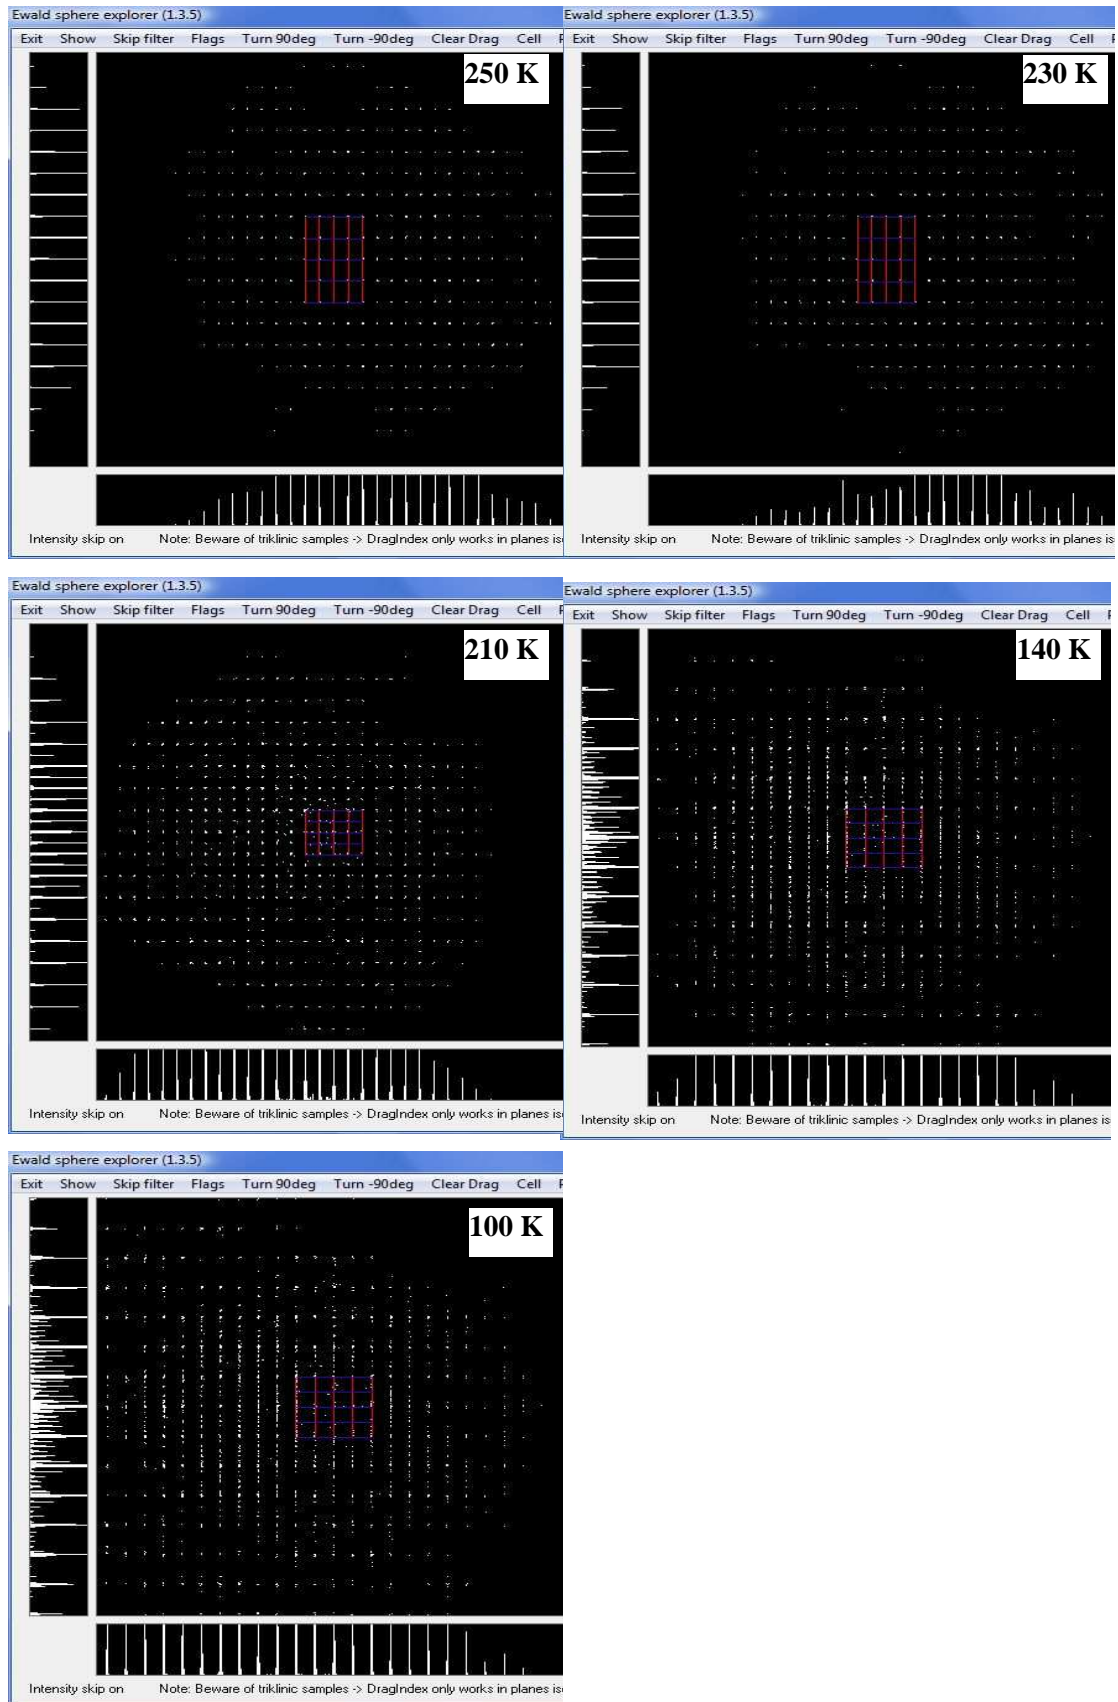 Ewald sphere explorer (1.3.5)
Exit Show Skip filter Flags Turn 90deg Turn -90deg Clear Drag Cell
250 K
Intensity skip on Note: Beware of triklinic samples -> DragIndex only works in planes is
Ewald sphere explorer (1.3.5)
Exit Show Skip filter Flags Turn 90deg Turn -90deg Clear Drag Cell
230 K
Intensity skip on Note: Beware of triklinic samples -> DragIndex only works in planes is
Ewald sphere explorer (1.3.5)
Exit Show Skip filter Flags Turn 90deg Turn -90deg Clear Drag Cell
210 K
Intensity skip on Note: Beware of triklinic samples -> DragIndex only works in planes is
Ewald sphere explorer (1.3.5)
Exit Show Skip filter Flags Turn 90deg Turn -90deg Clear Drag Cell
140 K
Intensity skip on Note: Beware of triklinic samples -> DragIndex only works in planes is
Ewald sphere explorer (1.3.5)
Exit Show Skip filter Flags Turn 90deg Turn -90deg Clear Drag Cell
100 K
Intensity skip on Note: Beware of triklinic samples -> DragIndex only works in planes is